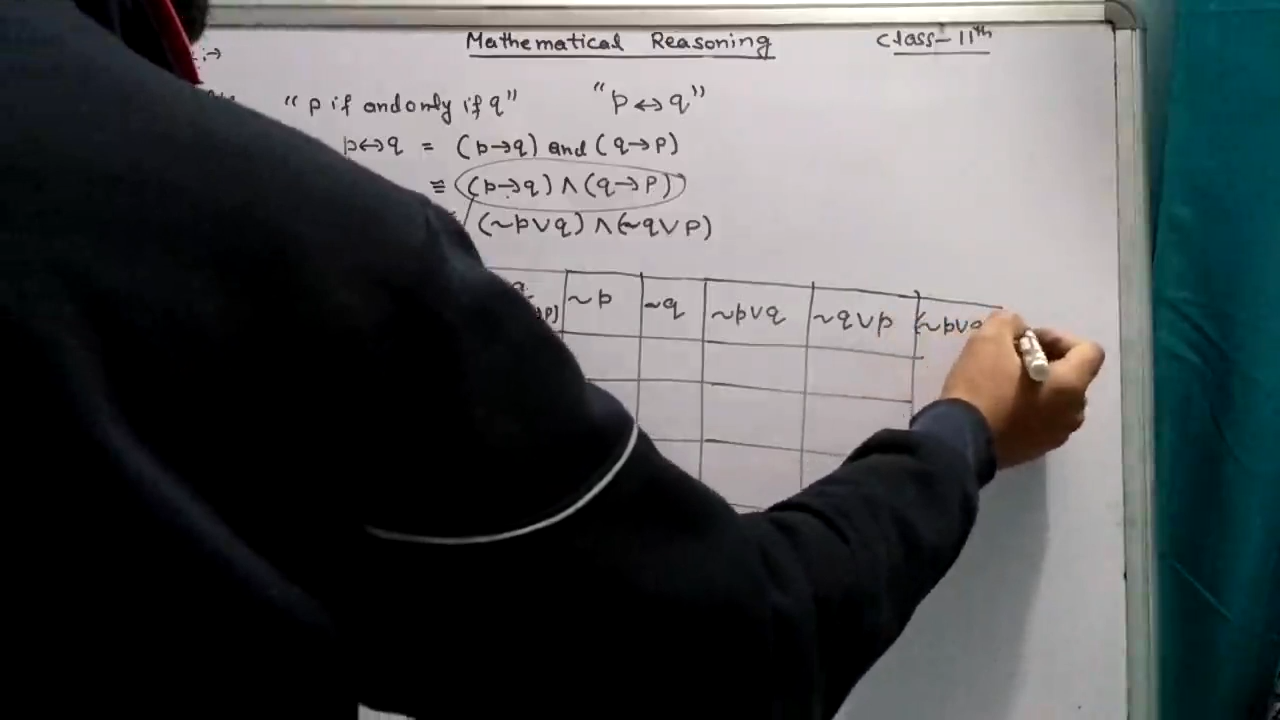 Mathematical Reasoning
Class-11th
"p if and only if q" "p↔q"
p↔q = (p→q) and (q→p)
≡ (p→q) ∧ (q→p)
(~p∨q) ∧ (~q∨p)
~p ~q ~p∨q ~q∨p (~p∨q